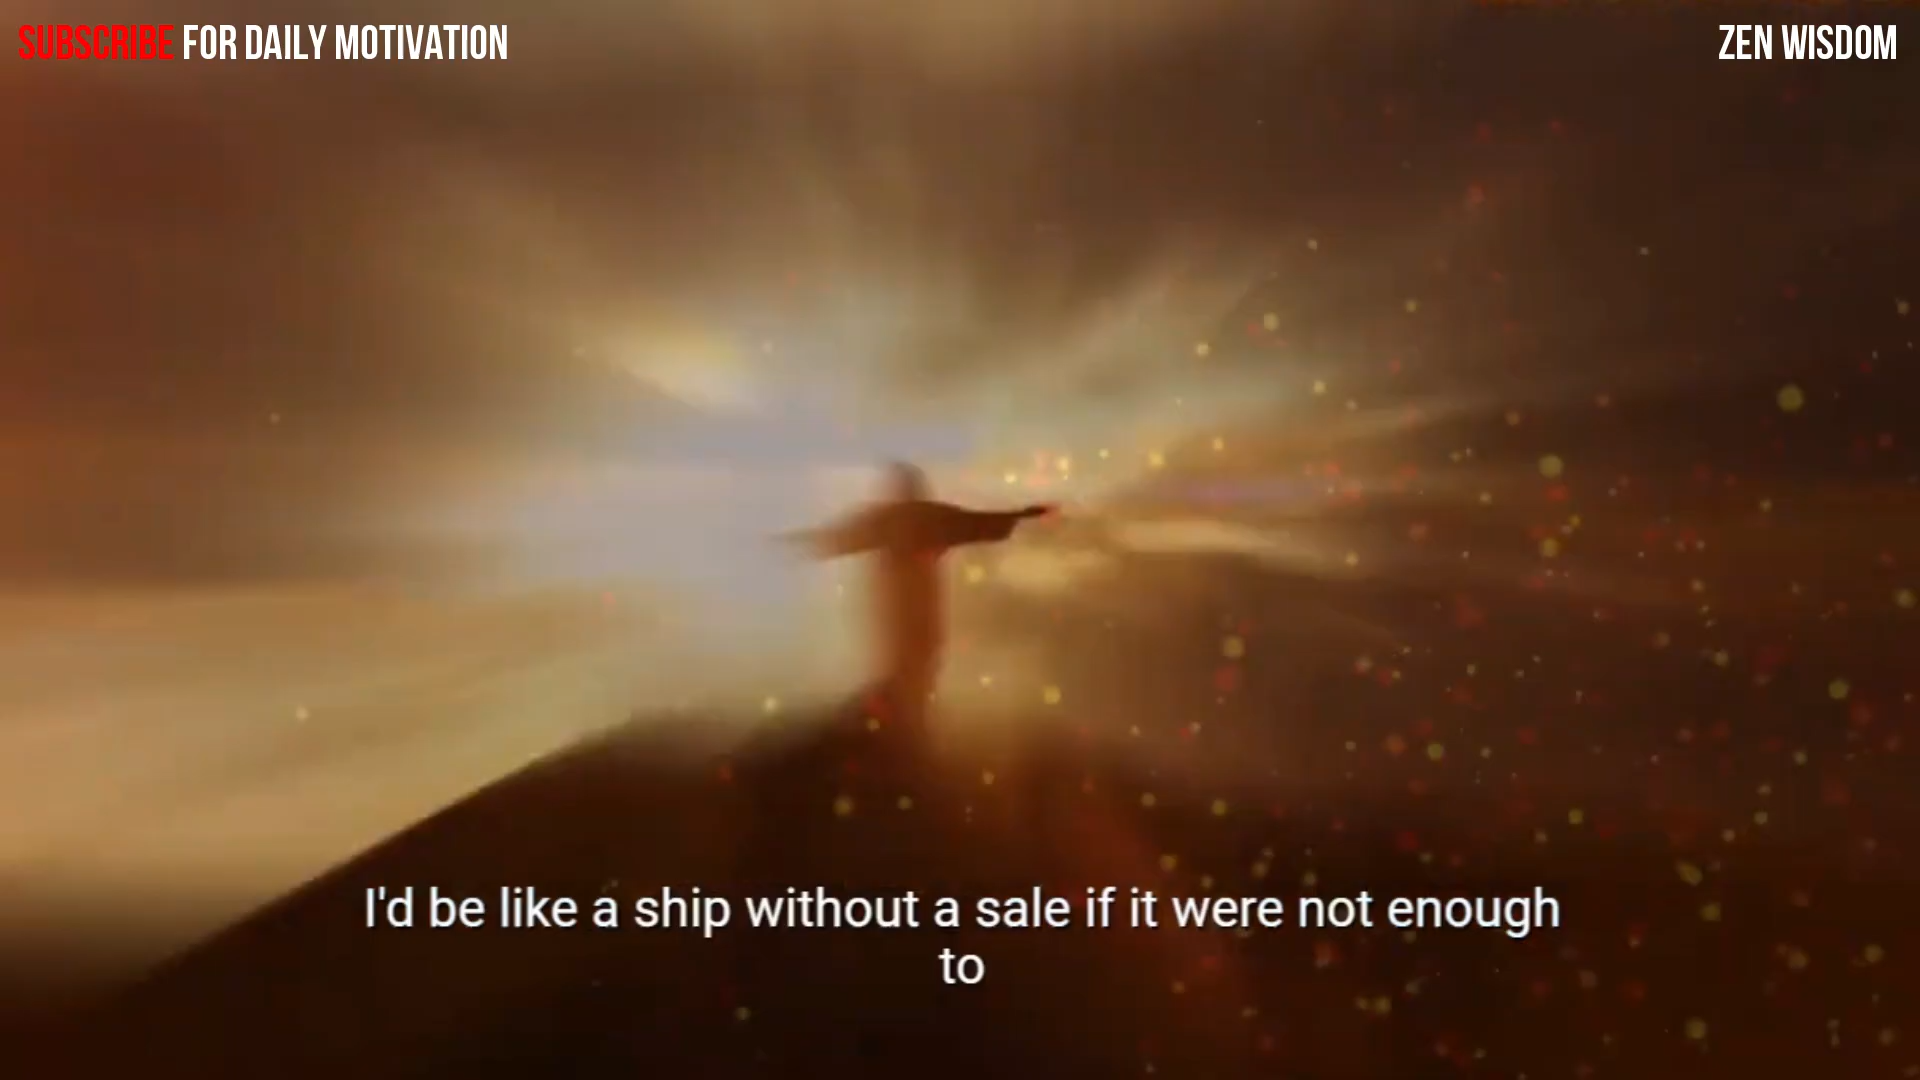 SUBSCRIBE FOR DAILY MOTIVATION
ZEN WISDOM
I'd be like a ship without a sale if it were not enough
to